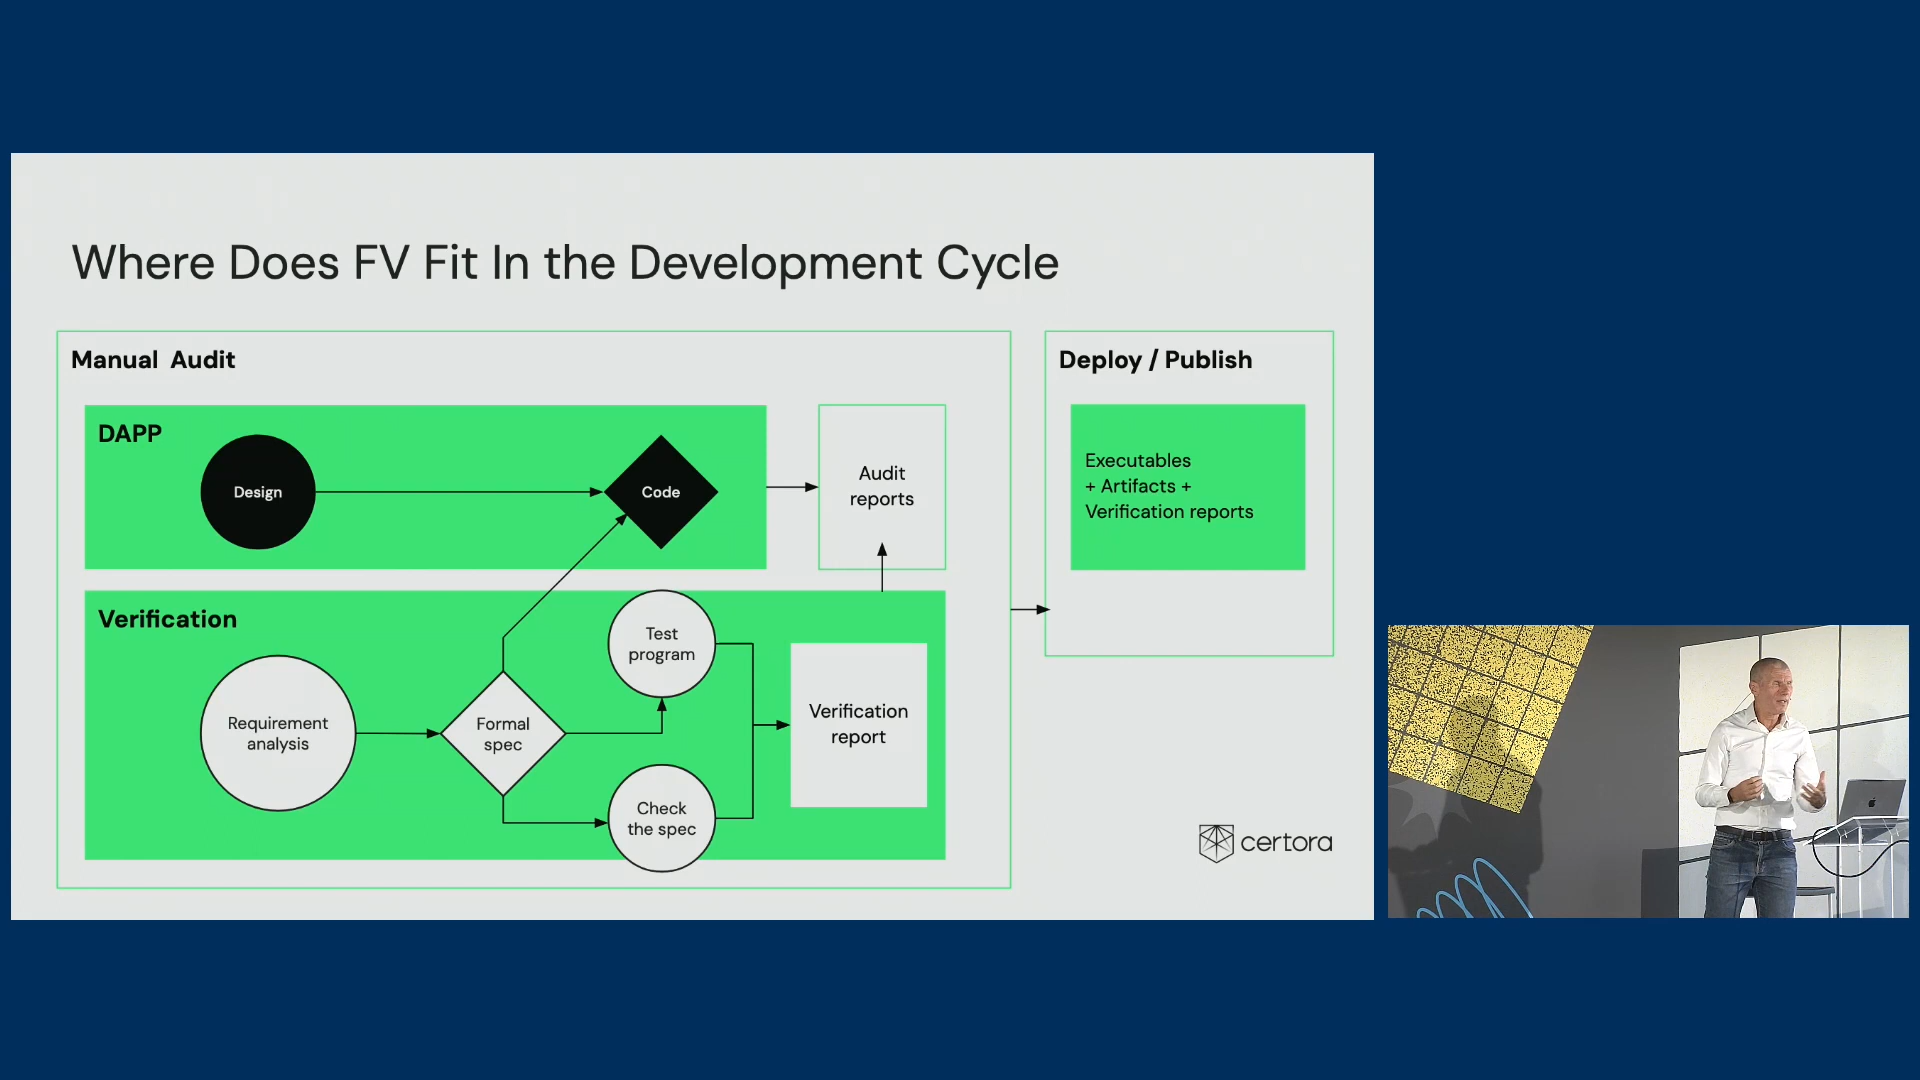 Where Does FV Fit In the Development Cycle
Manual Audit
DAPP
Design
Code
Audit
reports
Verification
Requirement
analysis
Formal
spec
Test
program
Check
the spec
Verification
report
Deploy / Publish
Executables
+ Artifacts +
Verification reports
certora